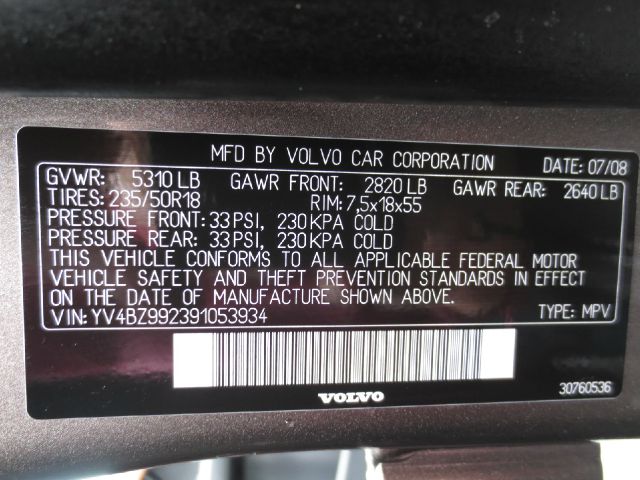 MFD BY VOLVO CAR CORPORATION DATE: 07/08
GVWR: 5310 LB GAWR FRONT: 2820 LB GAWR REAR: 2640 LB
TIRES: 235/50R18 RIM: 7,5x18x55
PRESSURE FRONT: 33 PSI, 230 KPA COLD
PRESSURE REAR: 33 PSI, 230 KPA COLD
THIS VEHICLE CONFORMS TO ALL APPLICABLE FEDERAL MOTOR
VEHICLE SAFETY AND THEFT PREVENTION STANDARDS IN EFFECT
ON THE DATE OF MANUFACTURE SHOWN ABOVE.
VIN: YV4BZ992391053934 TYPE: MPV
30760536
VOLVO